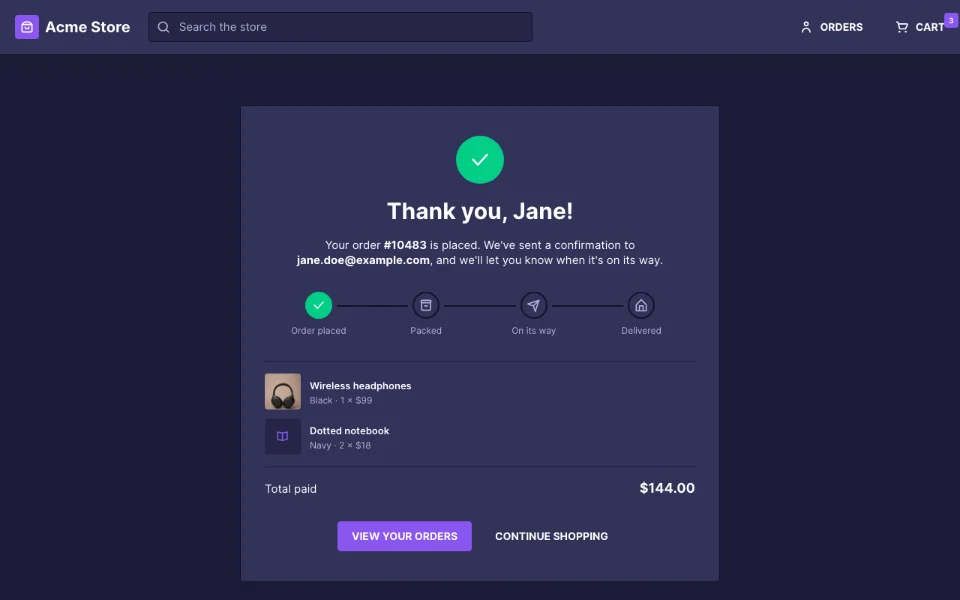 Acme Store
Search the store
ORDERS
CART
3
Thank you, Jane!
Your order #10483 is placed. We've sent a confirmation to
jane.doe@example.com, and we'll let you know when it's on its way.
Order placed
Packed
On its way
Delivered
Wireless headphones
Black · 1 × $99
Dotted notebook
Navy · 2 × $18
Total paid
$144.00
VIEW YOUR ORDERS
CONTINUE SHOPPING